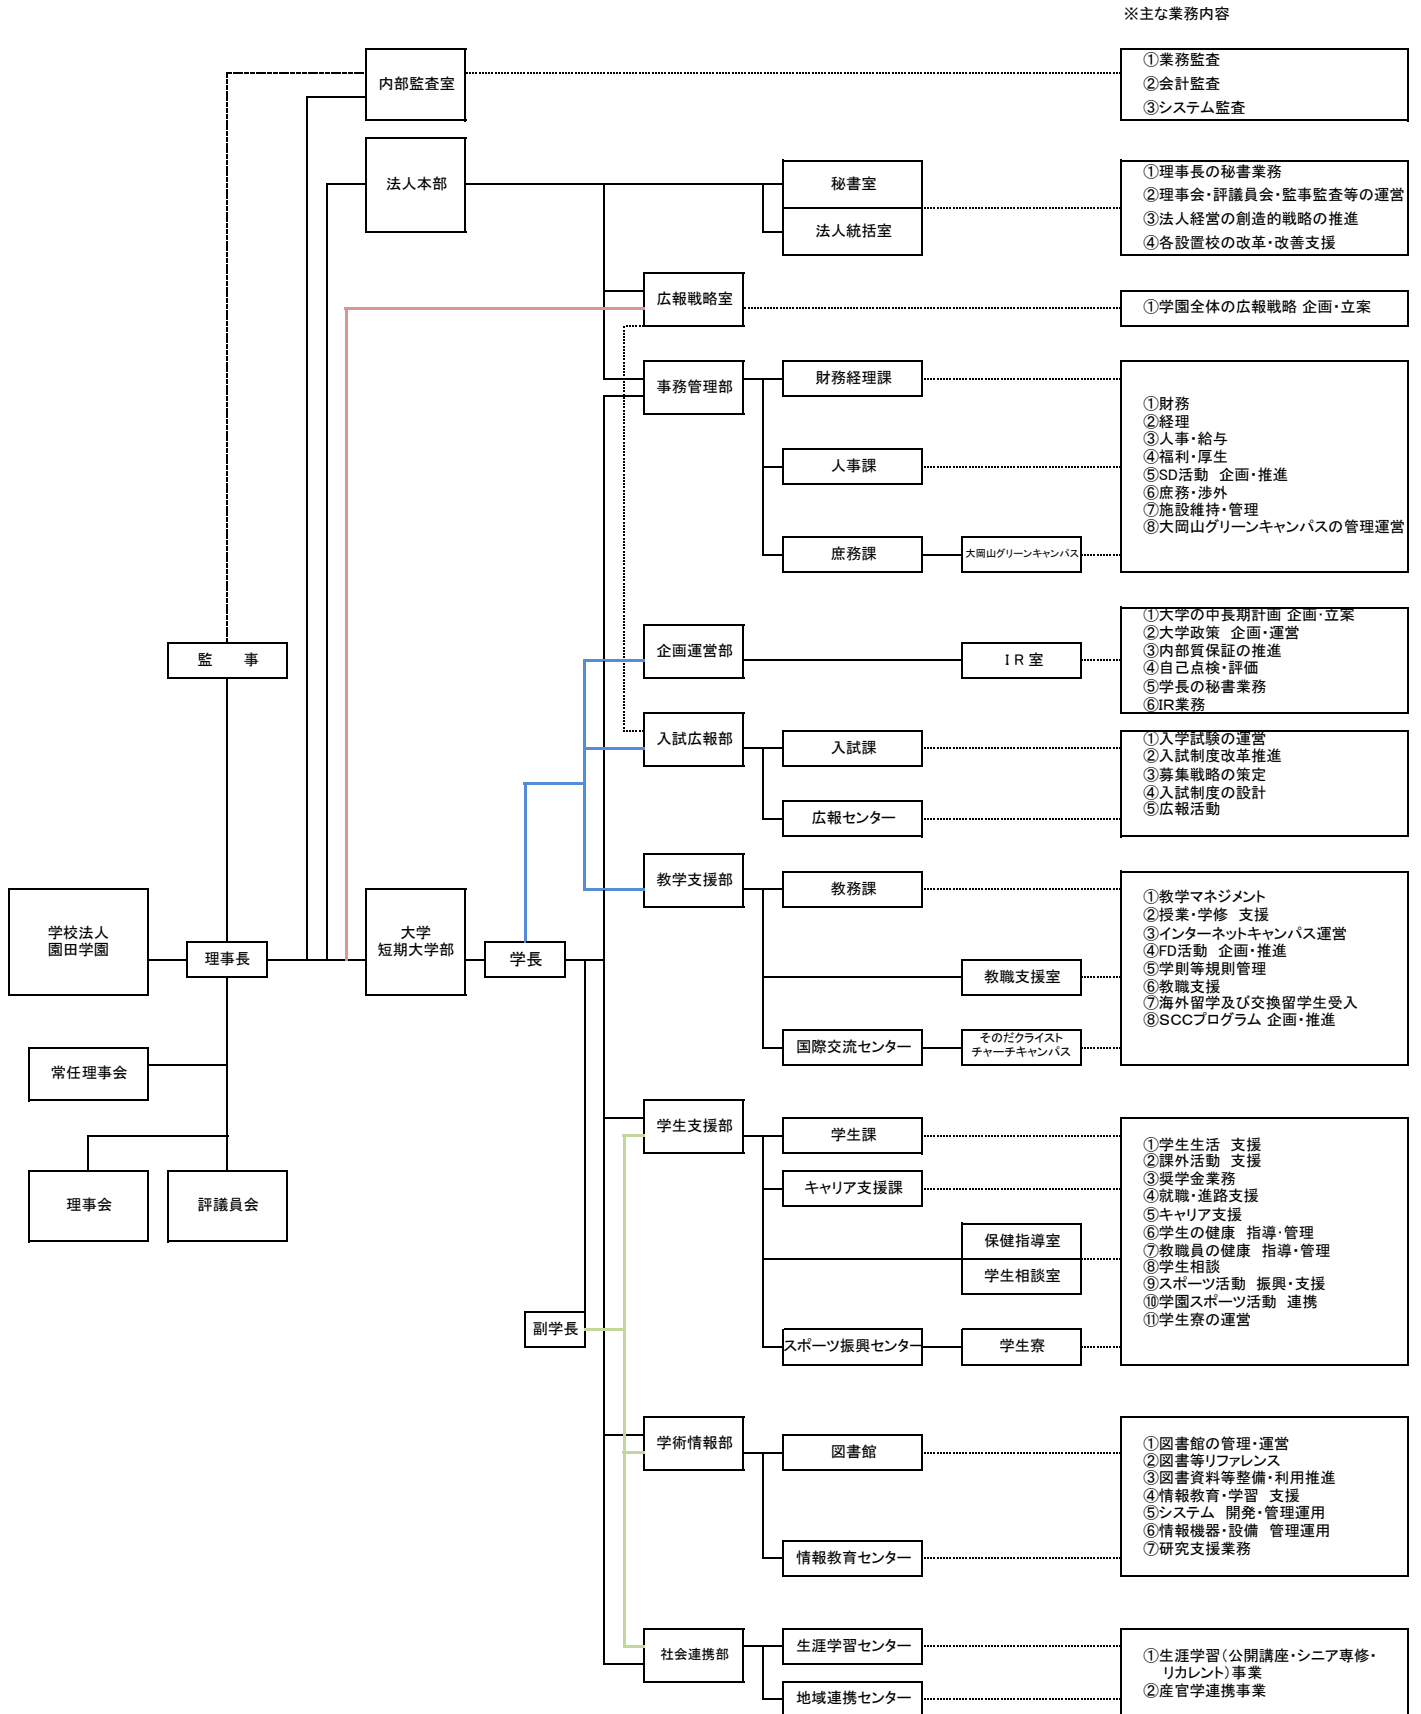 ※主な業務内容
内部監査室
①業務監査
②会計監査
③システム監査
法人本部
秘書室
法人統括室
①理事長の秘書業務
②理事会・評議員会・監事監査等の運営
③法人経営の創造的戦略の推進
④各設置校の改革・改善支援
広報戦略室
①学園全体の広報戦略 企画・立案
事務管理部
財務経理課
人事課
庶務課
大岡山グリーンキャンパス
①財務
②経理
③人事・給与
④福利・厚生
⑤SD活動 企画・推進
⑥庶務・渉外
⑦施設維持・管理
⑧大岡山グリーンキャンパスの管理運営
監 事
企画運営部
IR室
①大学の中長期計画 企画・立案
②大学政策 企画・運営
③内部質保証の推進
④自己点検・評価
⑤学長の秘書業務
⑥IR業務
入試広報部
入試課
広報センター
①入学試験の運営
②入試制度改革推進
③募集戦略の策定
④入試制度の設計
⑤広報活動
学校法人
園田学園
理事長
大学
短期大学部
学長
教学支援部
教務課
教職支援室
国際交流センター
そのだクライスト
チャーチキャンパス
①教学マネジメント
②授業・学修 支援
③インターネットキャンパス運営
④FD活動 企画・推進
⑤学則等規則管理
⑥教職支援
⑦海外留学及び交換留学生受入
⑧SCCプログラム 企画・推進
常任理事会
理事会
評議員会
副学長
学生支援部
学生課
キャリア支援課
保健指導室
学生相談室
スポーツ振興センター
学生寮
①学生生活 支援
②課外活動 支援
③奨学金業務
④就職・進路支援
⑤キャリア支援
⑥学生の健康 指導・管理
⑦教職員の健康 指導・管理
⑧学生相談
⑨スポーツ活動 振興・支援
⑩学園スポーツ活動 連携
⑪学生寮の運営
学術情報部
図書館
情報教育センター
①図書館の管理・運営
②図書等リファレンス
③図書資料等整備・利用推進
④情報教育・学習 支援
⑤システム 開発・管理運用
⑥情報機器・設備 管理運用
⑦研究支援業務
社会連携部
生涯学習センター
地域連携センター
①生涯学習(公開講座・シニア専修・
リカレント)事業
②産官学連携事業